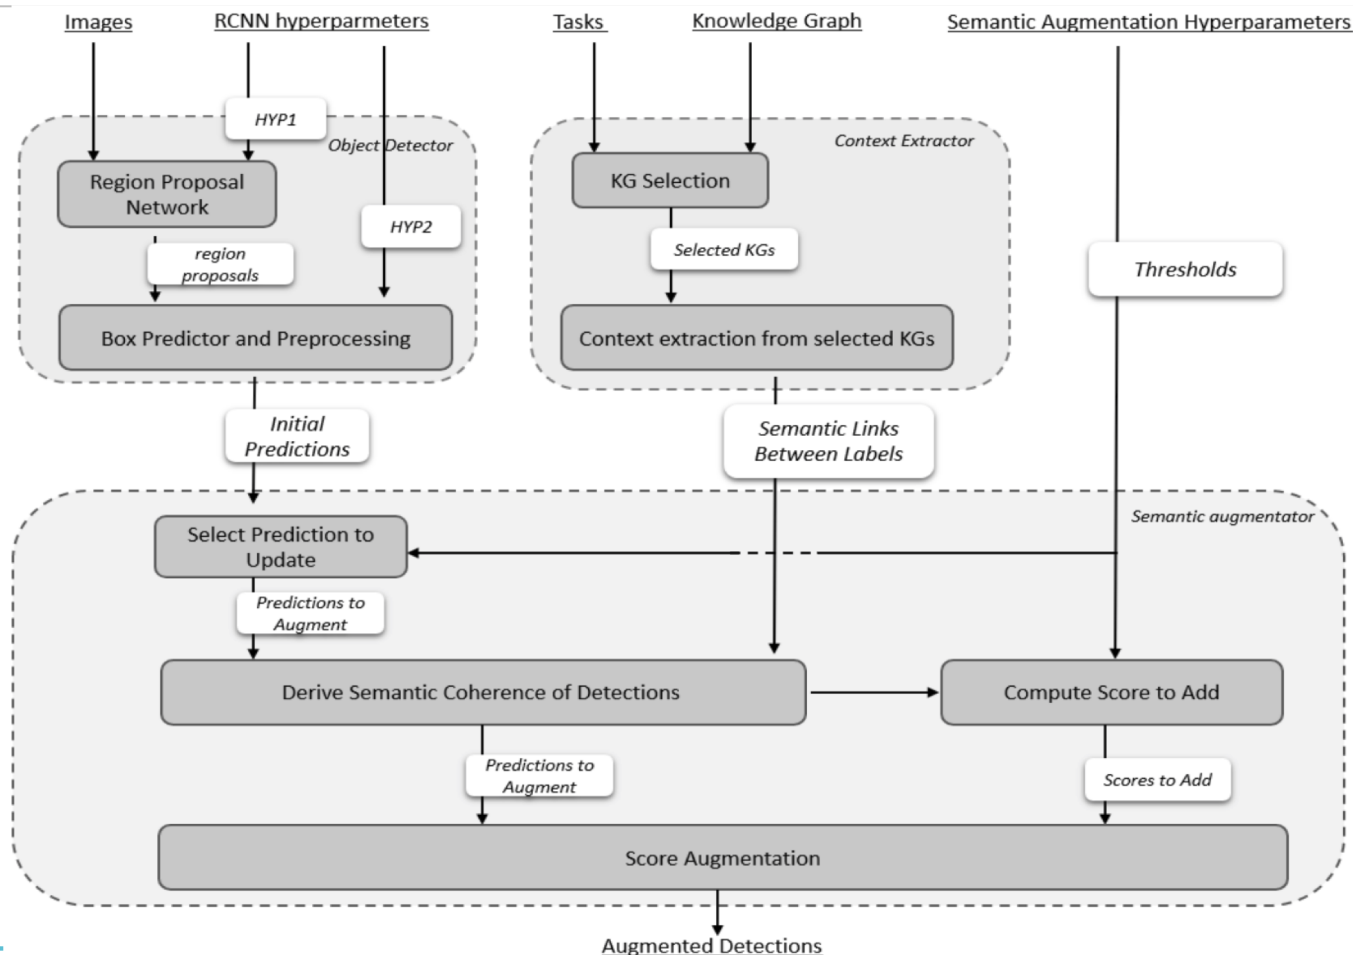 Images
RCNN hyperparmeters
Tasks
Knowledge Graph
Semantic Augmentation Hyperparameters
HYP1
Object Detector
Context Extractor
Region Proposal
Network
KG Selection
HYP2
region
proposals
Selected KGs
Thresholds
Box Predictor and Preprocessing
Context extraction from selected KGs
Initial
Predictions
Semantic Links
Between Labels
Semantic augmentator
Select Prediction to
Update
Predictions to
Augment
Derive Semantic Coherence of Detections
Compute Score to Add
Predictions to
Augment
Scores to Add
Score Augmentation
Augmented Detections